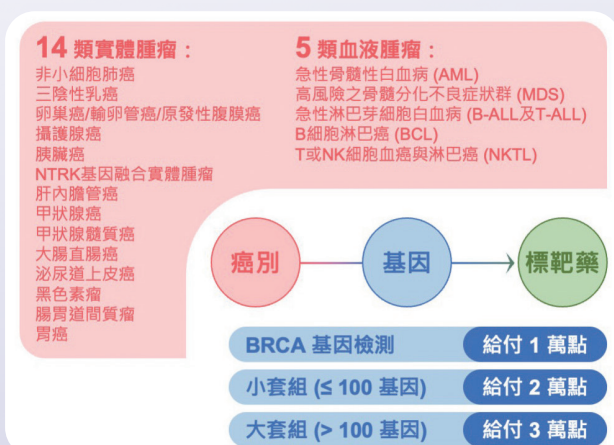 14 類實體腫瘤：
非小細胞肺癌
三陰性乳癌
卵巢癌/輸卵管癌/原發性腹膜癌
攝護腺癌
胰臟癌
NTRK基因融合實體腫瘤
肝內膽管癌
甲狀腺癌
甲狀腺髓質癌
大腸直腸癌
泌尿道上皮癌
黑色素瘤
腸胃道間質瘤
胃癌
5 類血液腫瘤：
急性骨髓性白血病 (AML)
高風險之骨髓分化不良症狀群 (MDS)
急性淋巴芽細胞白血病 (B-ALL及T-ALL)
B細胞淋巴癌 (BCL)
T或NK細胞血癌與淋巴癌 (NKTL)
癌別 基因 標靶藥
BRCA 基因檢測 給付 1 萬點
小套組 (≤ 100 基因) 給付 2 萬點
大套組 (> 100 基因) 給付 3 萬點